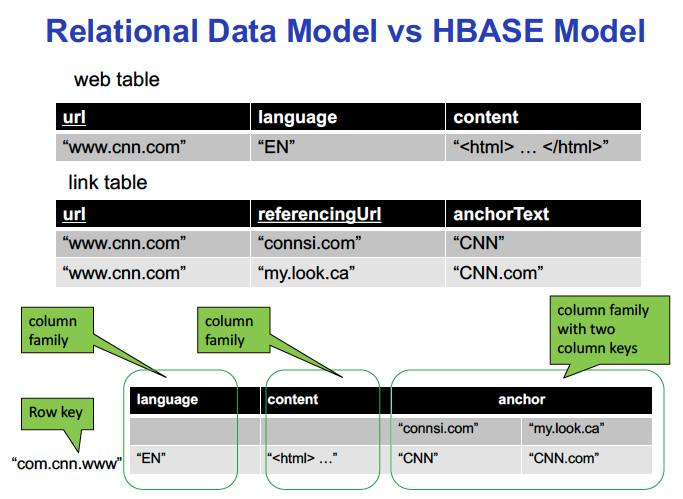 Relational Data Model vs HBASE Model
web table
url language content
“www.cnn.com” “EN” “<html> … </html>”
link table
url referencingUrl anchorText
“www.cnn.com” “connsi.com” “CNN”
“www.cnn.com” “my.look.ca” “CNN.com”
column
family
column
family
column family
with two
column keys
Row key
language content anchor
“connsi.com” “my.look.ca”
“com.cnn.www” “EN” “<html> …” “CNN” “CNN.com”